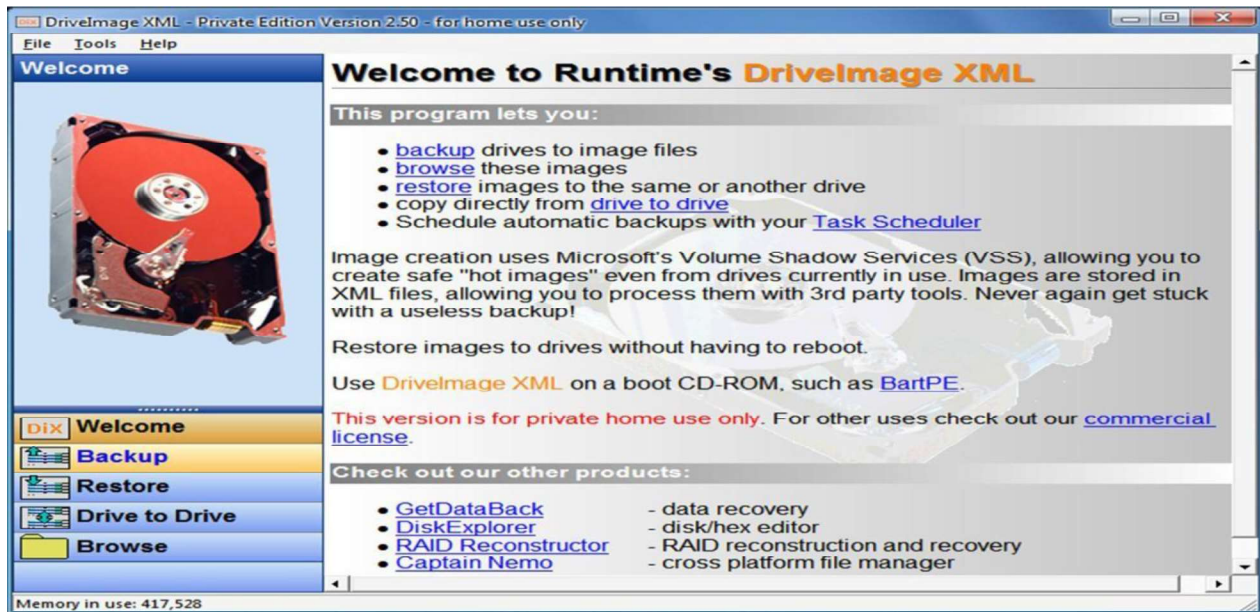 DriveImage XML - Private Edition Version 2.50 - for home use only
File Tools Help
Welcome
Welcome to Runtime's DriveImage XML
This program lets you:
• backup drives to image files
• browse these images
• restore images to the same or another drive
• copy directly from drive to drive
• Schedule automatic backups with your Task Scheduler
Image creation uses Microsoft's Volume Shadow Services (VSS), allowing you to
create safe "hot images" even from drives currently in use. Images are stored in
XML files, allowing you to process them with 3rd party tools. Never again get stuck
with a useless backup!
Restore images to drives without having to reboot.
Use DriveImage XML on a boot CD-ROM, such as BartPE.
This version is for private home use only. For other uses check out our commercial
license.
Check out our other products:
• GetDataBack - data recovery
• DiskExplorer - disk/hex editor
• RAID Reconstructor - RAID reconstruction and recovery
• Captain Nemo - cross platform file manager
DiX Welcome
Backup
Restore
Drive to Drive
Browse
Memory in use: 417,528